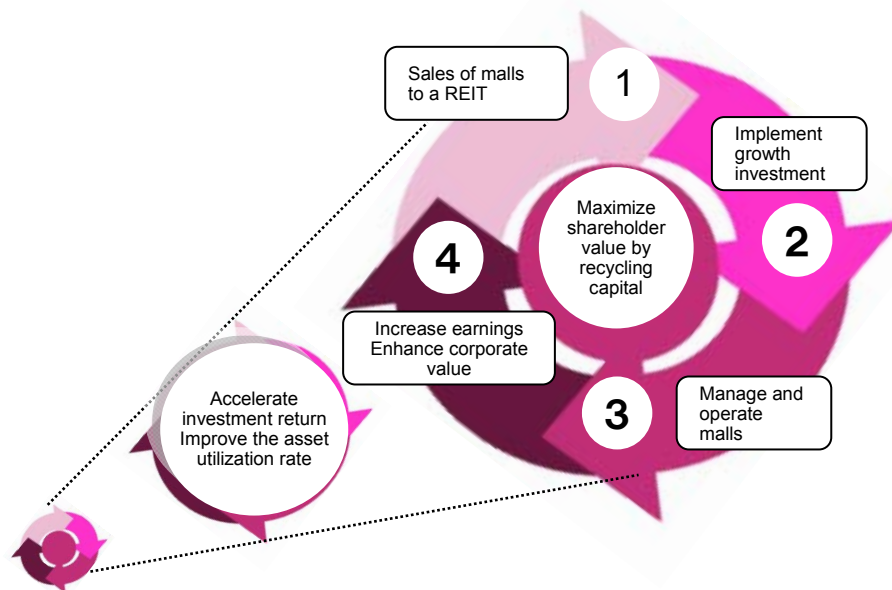 Sales of malls
to a REIT
1
Implement
growth
investment
2
Maximize
shareholder
value by
recycling
capital
4
Increase earnings
Enhance corporate
value
3
Manage and
operate
malls
Accelerate
investment return
Improve the asset
utilization rate